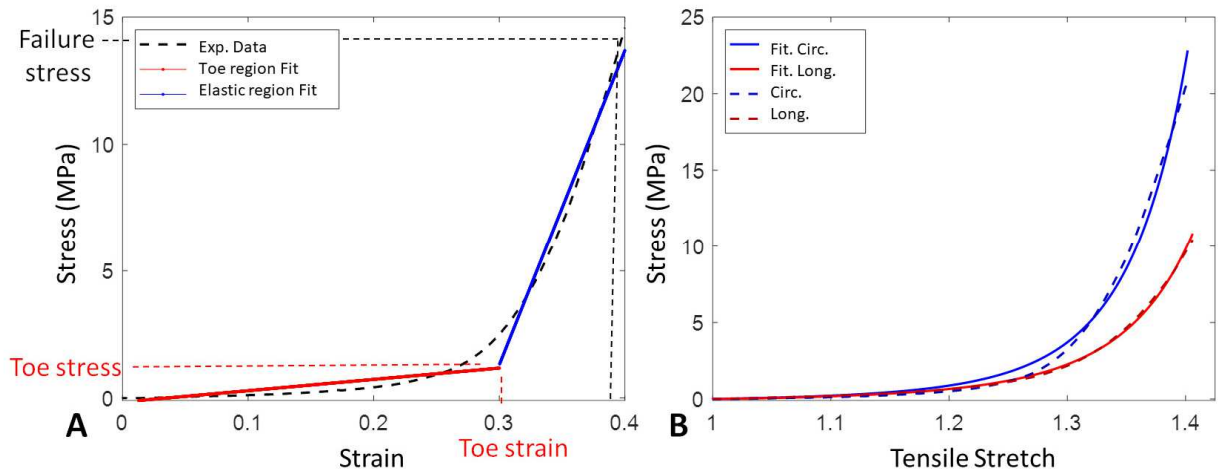 15
Failure
stress
Exp. Data
Toe region Fit
Elastic region Fit
10
Stress (MPa)
5
Toe stress
0
0
0.1
0.2
0.3
0.4
A
Strain
Toe strain
25
Fit. Circ.
Fit. Long.
Circ.
Long.
20
15
Stress (MPa)
10
5
0
1
1.1
1.2
1.3
1.4
B
Tensile Stretch